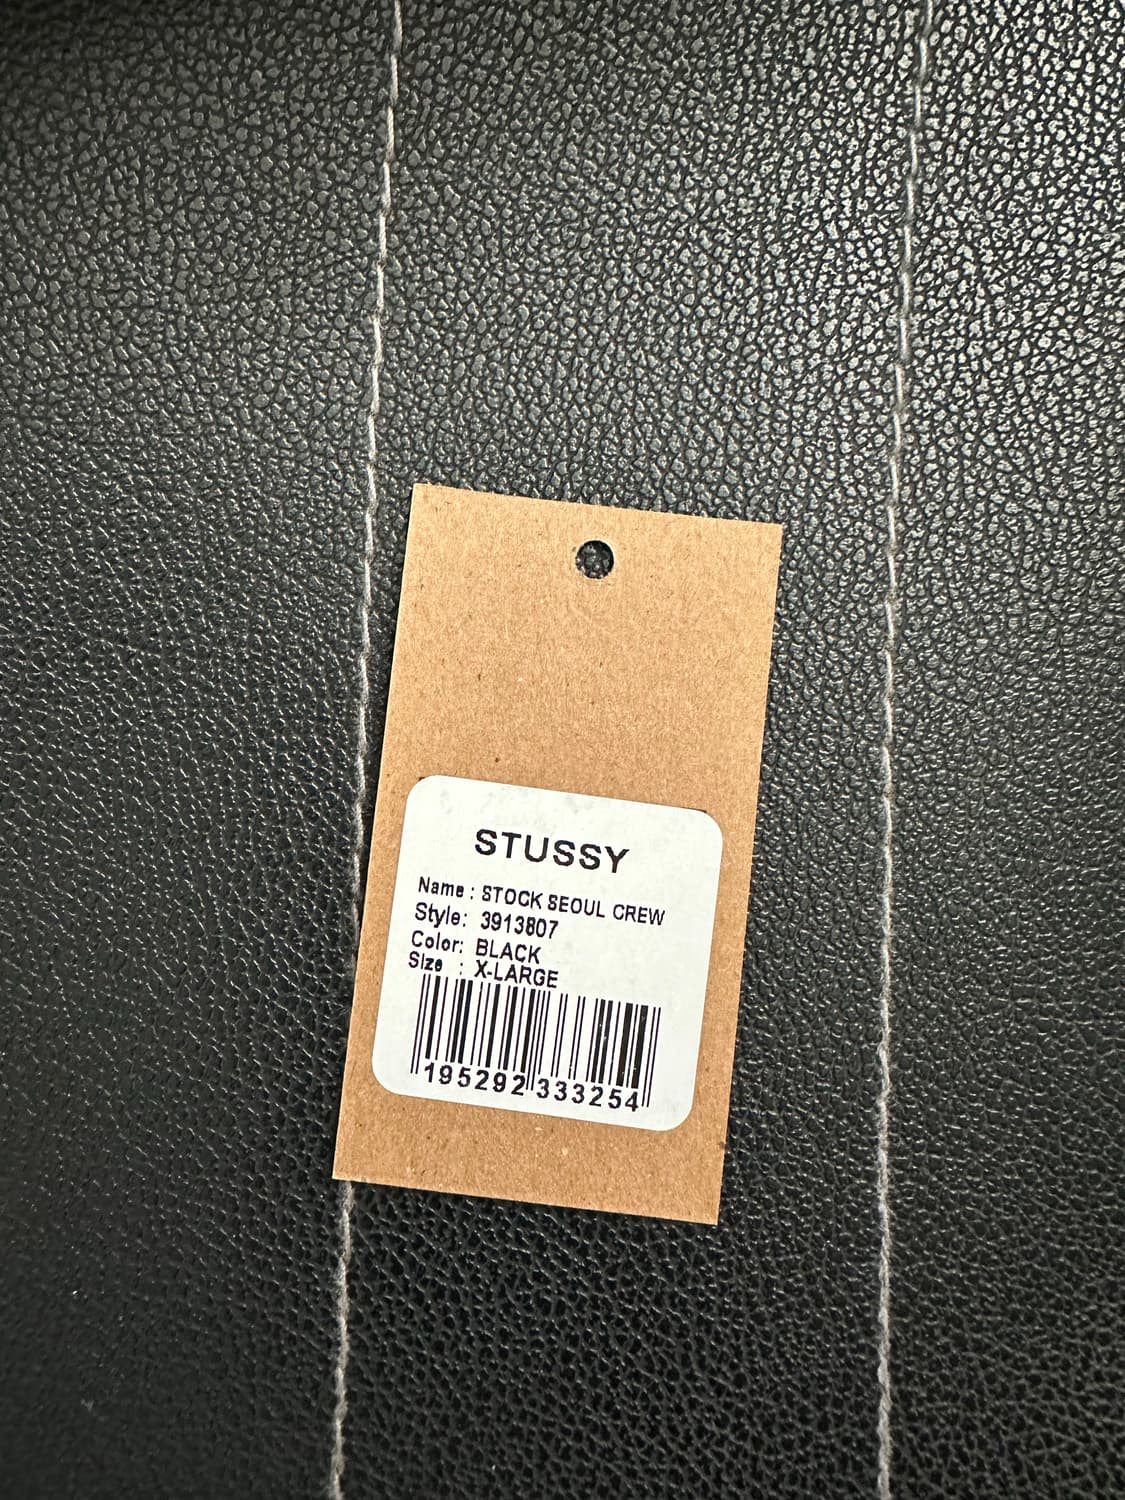 STUSSY
Name : STOCK SEOUL CREW
Style: 3913807
Color: BLACK
Size : X-LARGE
195292 333254